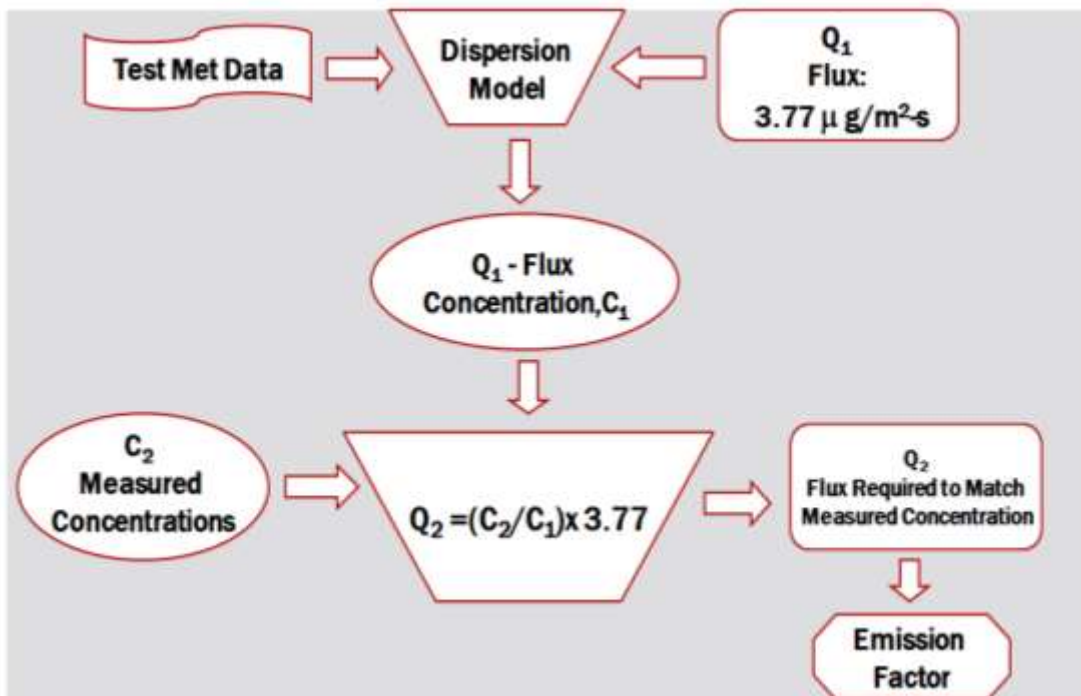 Test Met Data
Dispersion
Model
Q₁
Flux:
3.77 μ g/m²-s
Q₁ - Flux
Concentration,C₁
C₂
Measured
Concentrations
Q₂ =(C₂/C₁)x 3.77
Q₂
Flux Required to Match
Measured Concentration
Emission
Factor